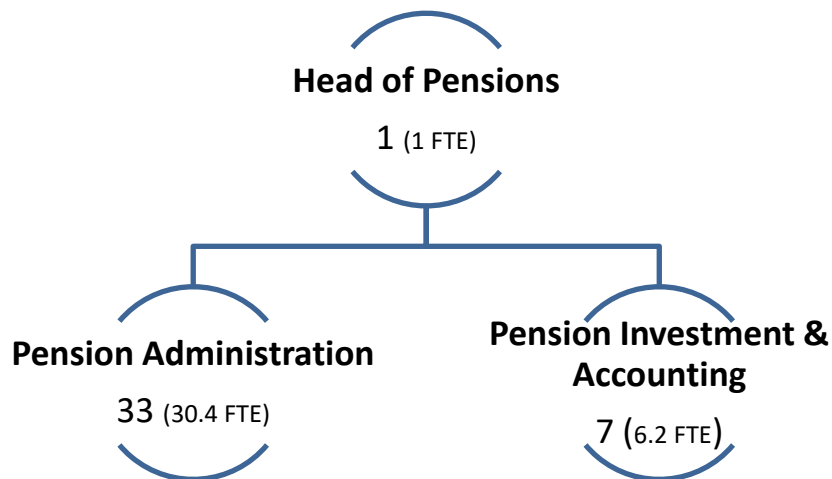 Head of Pensions
1 (1 FTE)
Pension Administration
33 (30.4 FTE)
Pension Investment &
Accounting
7 (6.2 FTE)